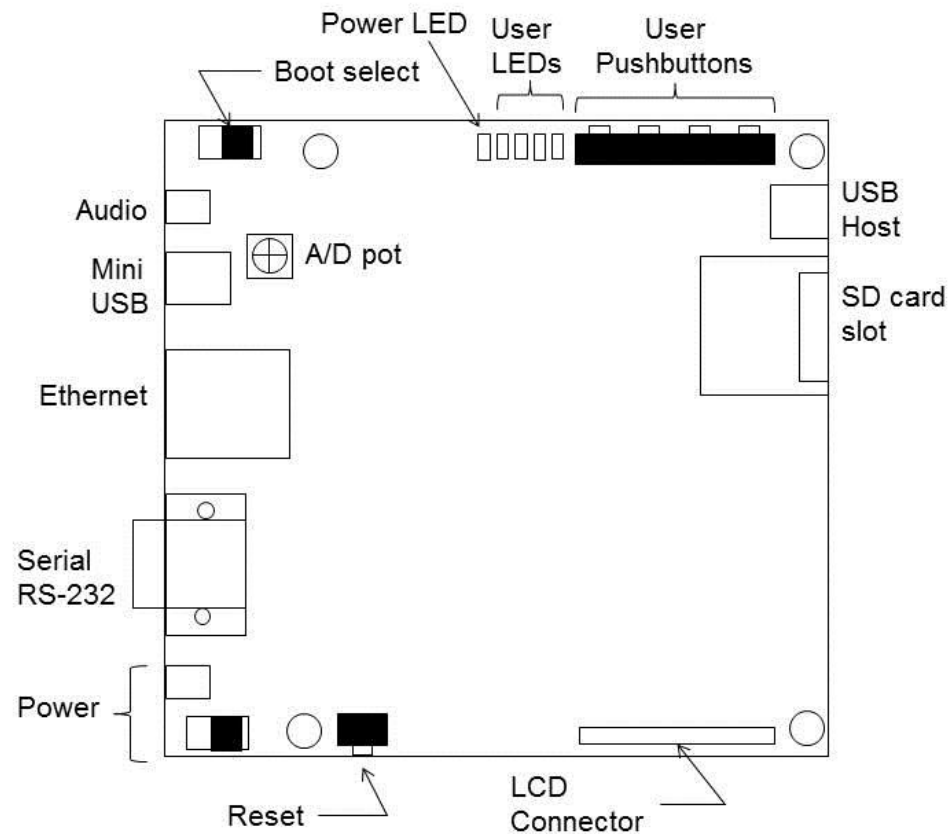 Power LED
User
LEDs
User
Pushbuttons
Boot select
Audio
A/D pot
Mini
USB
USB
Host
SD card
slot
Ethernet
Serial
RS-232
Power
Reset
LCD
Connector